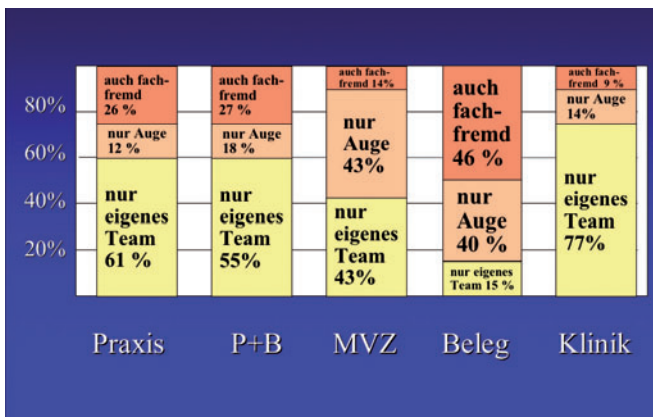 80%
60%
40%
20%
auch fach-
fremd
26 %
nur Auge
12 %
nur
eigenes
Team
61 %
auch fach-
fremd
27 %
nur Auge
18 %
nur
eigenes
Team
55%
auch fach-
fremd 14%
nur
Auge
43%
nur
eigenes
Team
43%
auch
fach-
fremd
46 %
nur
Auge
40 %
nur eigenes
Team 15 %
auch fach-
fremd 9 %
nur Auge
14%
nur
eigenes
Team
77%
Praxis P+B MVZ Beleg Klinik